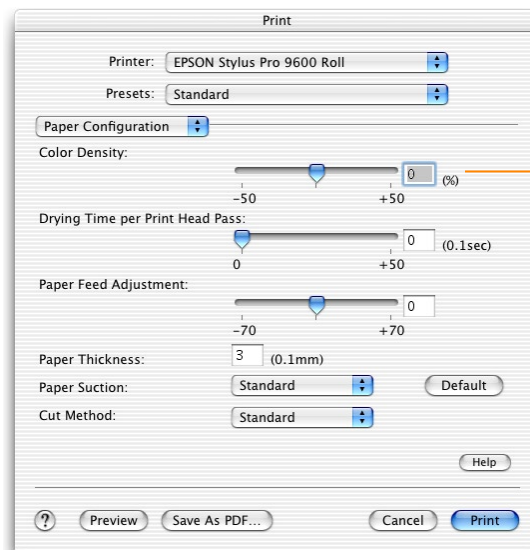 Print
Printer: EPSON Stylus Pro 9600 Roll
Presets: Standard
Paper Configuration
Color Density:
0 (%)
-50 +50
Drying Time per Print Head Pass:
0 (0.1sec)
0 +50
Paper Feed Adjustment:
0
-70 +70
Paper Thickness: 3 (0.1mm)
Paper Suction: Standard Default
Cut Method: Standard
Help
? Preview Save As PDF... Cancel Print